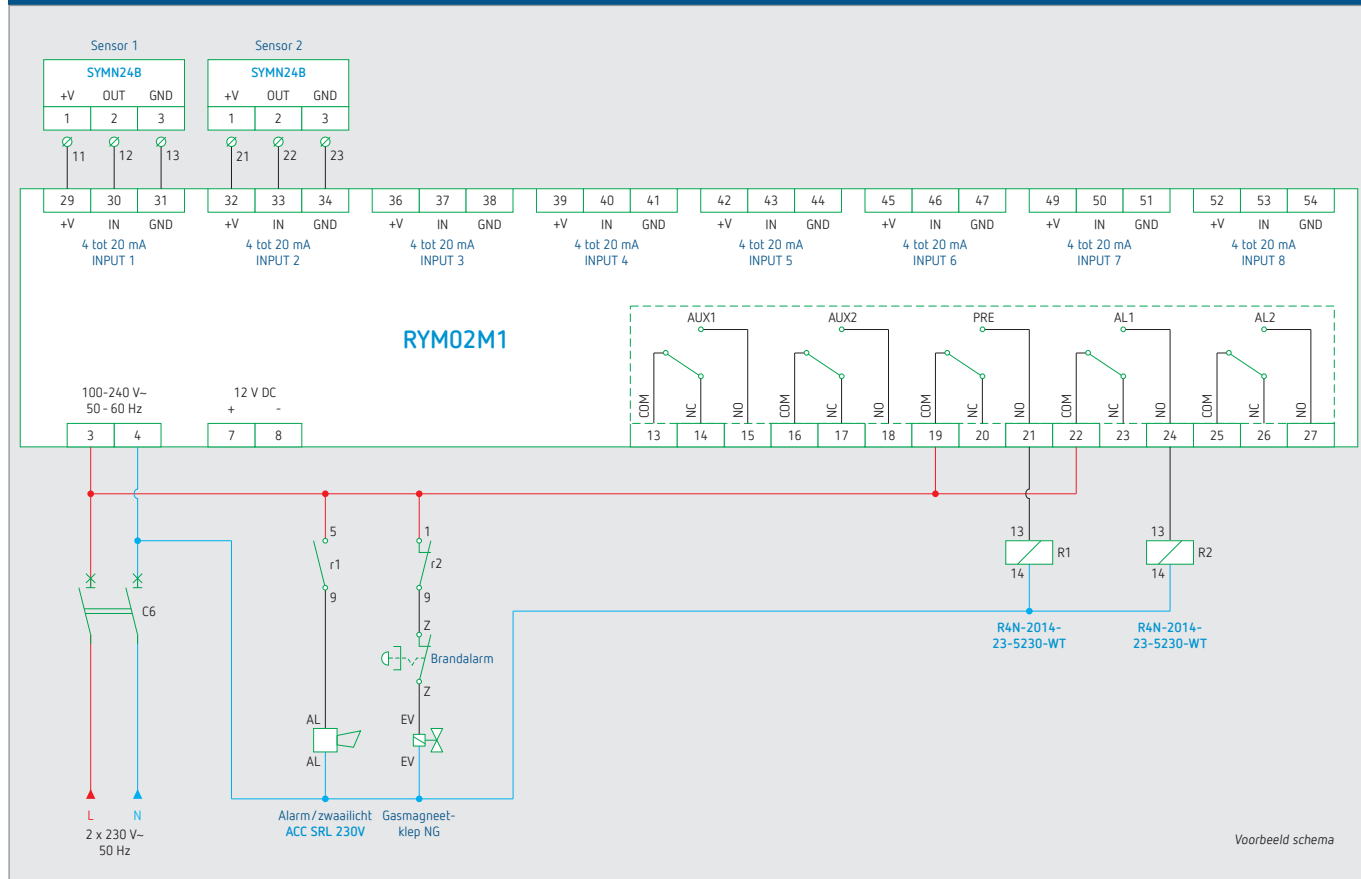 Sensor 1 Sensor 2
SYMN24B SYMN24B
+V OUT GND +V OUT GND
1 2 3 1 2 3
11 12 13 21 22 23
29 30 31 32 33 34 36 37 38 39 40 41 42 43 44 45 46 47 49 50 51 52 53 54
+V IN GND +V IN GND +V IN GND +V IN GND +V IN GND +V IN GND +V IN GND +V IN GND
4 tot 20 mA 4 tot 20 mA 4 tot 20 mA 4 tot 20 mA 4 tot 20 mA 4 tot 20 mA 4 tot 20 mA 4 tot 20 mA
INPUT 1 INPUT 2 INPUT 3 INPUT 4 INPUT 5 INPUT 6 INPUT 7 INPUT 8
AUX1 AUX2 PRE AL1 AL2
RYM02M1
100-240 V~ 12 V DC
50 - 60 Hz + -
COM NC NO COM NC NO COM NC NO COM NC NO COM NC NO
3 4 7 8 13 14 15 16 17 18 19 20 21 22 23 24 25 26 27
5 1 13 13
r1 r2 R1 R2
14 14
9 9
C6
Z
Brandalarm
Z
R4N-2014- R4N-2014-
23-5230-WT 23-5230-WT
AL EV
AL EV
L N
2 x 230 V~
50 Hz
Alarm/zwaailicht
ACC SRL 230V
Gasmagneet-
klep NG
Voorbeeld schema